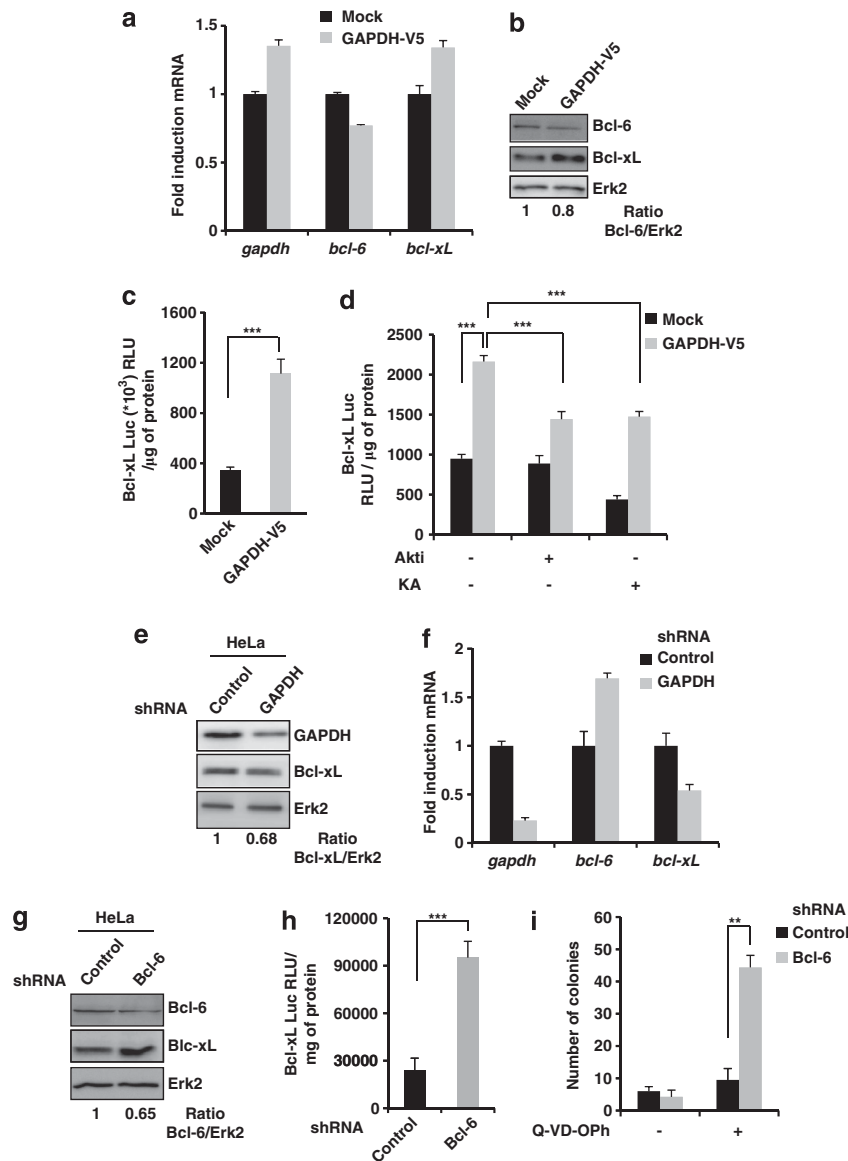 a
Mock
GAPDH-V5
Fold induction mRNA
1.5
1
0.5
0
gapdh
bcl-6
bcl-xL
b
Mock
GAPDH-V5
Bcl-6
Bcl-xL
Erk2
1 0.8 Ratio
Bcl-6/Erk2
c
Bcl-xL Luc (*10³) RLU
/µg of protein
1600
1200
800
400
0
***
Mock
GAPDH-V5
d
***
*** ***
Mock
GAPDH-V5
Bcl-xL Luc
RLU / µg of protein
2500
2000
1500
1000
500
0
Akti - + -
KA - - +
e
HeLa
shRNA
Control
GAPDH
GAPDH
Bcl-xL
Erk2
1 0.68 Ratio
Bcl-xL/Erk2
f
shRNA
Control
GAPDH
Fold induction mRNA
2
1.5
1
0.5
0
gapdh
bcl-6
bcl-xL
g
HeLa
shRNA
Control
Bcl-6
Bcl-6
Blc-xL
Erk2
1 0.65 Ratio
Bcl-6/Erk2
h
Bcl-xL Luc RLU/
mg of protein
120000
90000
60000
30000
0
***
shRNA
Control
Bcl-6
i
shRNA
Control
Bcl-6
Number of colonies
60
50
40
30
20
10
0
**
Q-VD-OPh - +